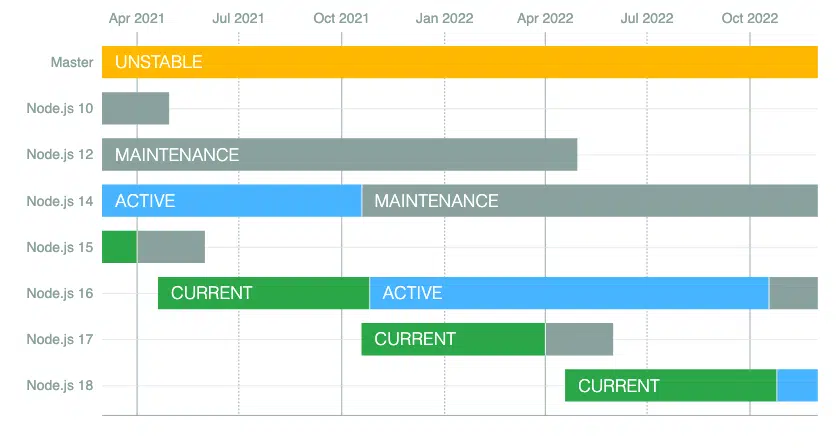 Apr 2021 Jul 2021 Oct 2021 Jan 2022 Apr 2022 Jul 2022 Oct 2022
Master UNSTABLE
Node.js 10
Node.js 12 MAINTENANCE
Node.js 14 ACTIVE MAINTENANCE
Node.js 15
Node.js 16 CURRENT ACTIVE
Node.js 17 CURRENT
Node.js 18 CURRENT